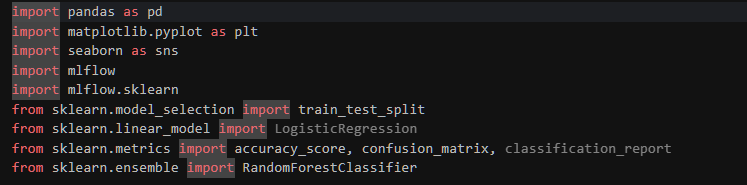 import pandas as pd
import matplotlib.pyplot as plt
import seaborn as sns
import mlflow
import mlflow.sklearn
from sklearn.model_selection import train_test_split
from sklearn.linear_model import LogisticRegression
from sklearn.metrics import accuracy_score, confusion_matrix, classification_report
from sklearn.ensemble import RandomForestClassifier